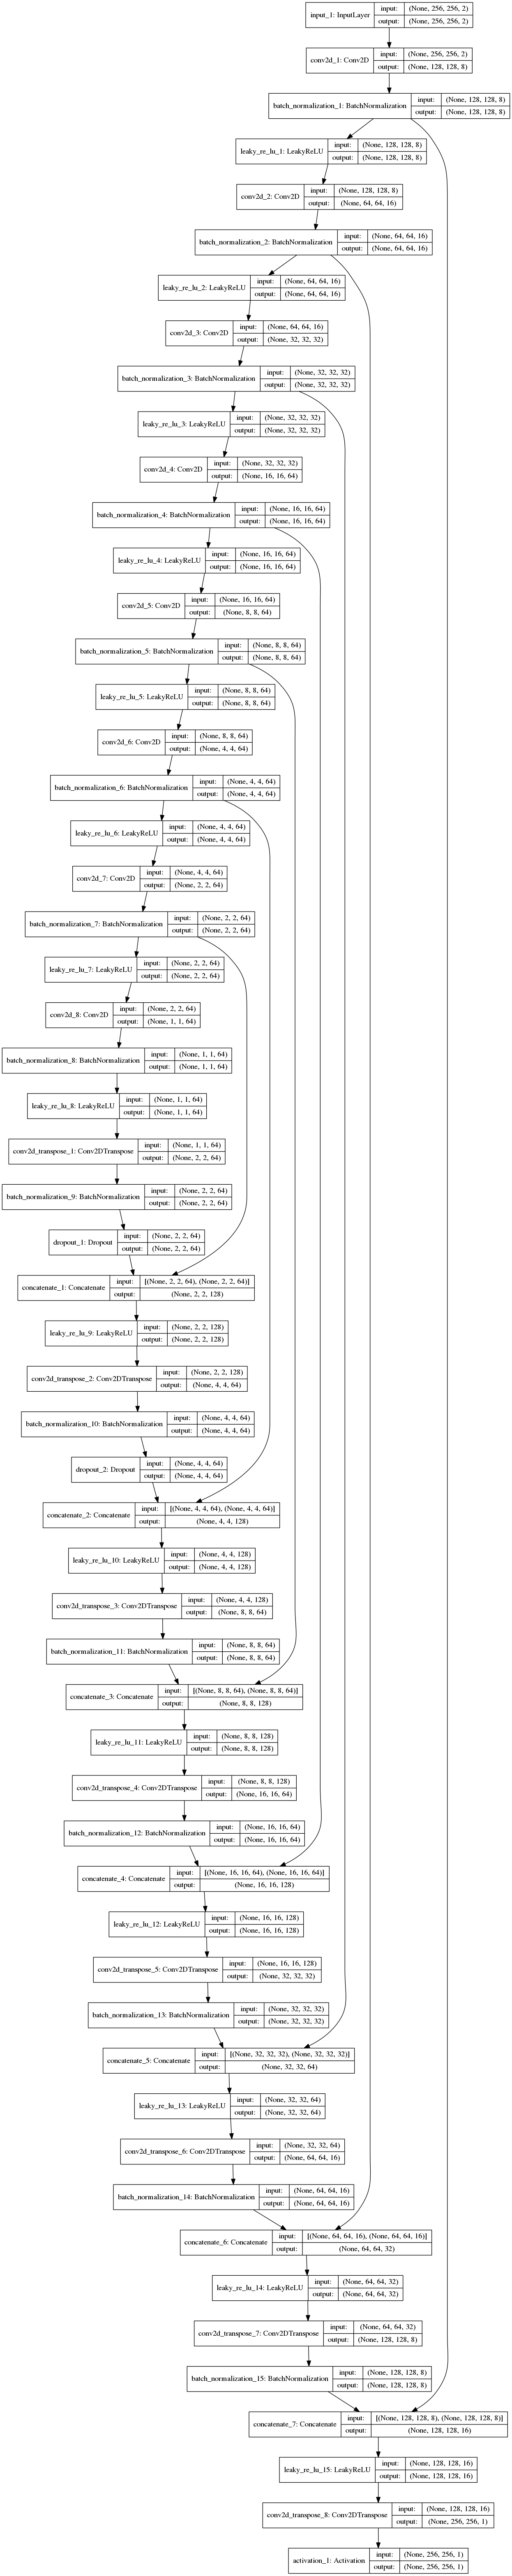 input_1: InputLayer
input: (None, 256, 256, 2)
output: (None, 256, 256, 2)
conv2d_1: Conv2D
input: (None, 256, 256, 2)
output: (None, 128, 128, 8)
batch_normalization_1: BatchNormalization
input: (None, 128, 128, 8)
output: (None, 128, 128, 8)
leaky_re_lu_1: LeakyReLU
input: (None, 128, 128, 8)
output: (None, 128, 128, 8)
conv2d_2: Conv2D
input: (None, 128, 128, 8)
output: (None, 64, 64, 16)
batch_normalization_2: BatchNormalization
input: (None, 64, 64, 16)
output: (None, 64, 64, 16)
leaky_re_lu_2: LeakyReLU
input: (None, 64, 64, 16)
output: (None, 64, 64, 16)
conv2d_3: Conv2D
input: (None, 64, 64, 16)
output: (None, 32, 32, 32)
batch_normalization_3: BatchNormalization
input: (None, 32, 32, 32)
output: (None, 32, 32, 32)
leaky_re_lu_3: LeakyReLU
input: (None, 32, 32, 32)
output: (None, 32, 32, 32)
conv2d_4: Conv2D
input: (None, 32, 32, 32)
output: (None, 16, 16, 64)
batch_normalization_4: BatchNormalization
input: (None, 16, 16, 64)
output: (None, 16, 16, 64)
leaky_re_lu_4: LeakyReLU
input: (None, 16, 16, 64)
output: (None, 16, 16, 64)
conv2d_5: Conv2D
input: (None, 16, 16, 64)
output: (None, 8, 8, 64)
batch_normalization_5: BatchNormalization
input: (None, 8, 8, 64)
output: (None, 8, 8, 64)
leaky_re_lu_5: LeakyReLU
input: (None, 8, 8, 64)
output: (None, 8, 8, 64)
conv2d_6: Conv2D
input: (None, 8, 8, 64)
output: (None, 4, 4, 64)
batch_normalization_6: BatchNormalization
input: (None, 4, 4, 64)
output: (None, 4, 4, 64)
leaky_re_lu_6: LeakyReLU
input: (None, 4, 4, 64)
output: (None, 4, 4, 64)
conv2d_7: Conv2D
input: (None, 4, 4, 64)
output: (None, 2, 2, 64)
batch_normalization_7: BatchNormalization
input: (None, 2, 2, 64)
output: (None, 2, 2, 64)
leaky_re_lu_7: LeakyReLU
input: (None, 2, 2, 64)
output: (None, 2, 2, 64)
conv2d_8: Conv2D
input: (None, 2, 2, 64)
output: (None, 1, 1, 64)
batch_normalization_8: BatchNormalization
input: (None, 1, 1, 64)
output: (None, 1, 1, 64)
leaky_re_lu_8: LeakyReLU
input: (None, 1, 1, 64)
output: (None, 1, 1, 64)
conv2d_transpose_1: Conv2DTranspose
input: (None, 1, 1, 64)
output: (None, 2, 2, 64)
batch_normalization_9: BatchNormalization
input: (None, 2, 2, 64)
output: (None, 2, 2, 64)
dropout_1: Dropout
input: (None, 2, 2, 64)
output: (None, 2, 2, 64)
concatenate_1: Concatenate
input: [(None, 2, 2, 64), (None, 2, 2, 64)]
output: (None, 2, 2, 128)
leaky_re_lu_9: LeakyReLU
input: (None, 2, 2, 128)
output: (None, 2, 2, 128)
conv2d_transpose_2: Conv2DTranspose
input: (None, 2, 2, 128)
output: (None, 4, 4, 64)
batch_normalization_10: BatchNormalization
input: (None, 4, 4, 64)
output: (None, 4, 4, 64)
dropout_2: Dropout
input: (None, 4, 4, 64)
output: (None, 4, 4, 64)
concatenate_2: Concatenate
input: [(None, 4, 4, 64), (None, 4, 4, 64)]
output: (None, 4, 4, 128)
leaky_re_lu_10: LeakyReLU
input: (None, 4, 4, 128)
output: (None, 4, 4, 128)
conv2d_transpose_3: Conv2DTranspose
input: (None, 4, 4, 128)
output: (None, 8, 8, 64)
batch_normalization_11: BatchNormalization
input: (None, 8, 8, 64)
output: (None, 8, 8, 64)
concatenate_3: Concatenate
input: [(None, 8, 8, 64), (None, 8, 8, 64)]
output: (None, 8, 8, 128)
leaky_re_lu_11: LeakyReLU
input: (None, 8, 8, 128)
output: (None, 8, 8, 128)
conv2d_transpose_4: Conv2DTranspose
input: (None, 8, 8, 128)
output: (None, 16, 16, 64)
batch_normalization_12: BatchNormalization
input: (None, 16, 16, 64)
output: (None, 16, 16, 64)
concatenate_4: Concatenate
input: [(None, 16, 16, 64), (None, 16, 16, 64)]
output: (None, 16, 16, 128)
leaky_re_lu_12: LeakyReLU
input: (None, 16, 16, 128)
output: (None, 16, 16, 128)
conv2d_transpose_5: Conv2DTranspose
input: (None, 16, 16, 128)
output: (None, 32, 32, 32)
batch_normalization_13: BatchNormalization
input: (None, 32, 32, 32)
output: (None, 32, 32, 32)
concatenate_5: Concatenate
input: [(None, 32, 32, 32), (None, 32, 32, 32)]
output: (None, 32, 32, 64)
leaky_re_lu_13: LeakyReLU
input: (None, 32, 32, 64)
output: (None, 32, 32, 64)
conv2d_transpose_6: Conv2DTranspose
input: (None, 32, 32, 64)
output: (None, 64, 64, 16)
batch_normalization_14: BatchNormalization
input: (None, 64, 64, 16)
output: (None, 64, 64, 16)
concatenate_6: Concatenate
input: [(None, 64, 64, 16), (None, 64, 64, 16)]
output: (None, 64, 64, 32)
leaky_re_lu_14: LeakyReLU
input: (None, 64, 64, 32)
output: (None, 64, 64, 32)
conv2d_transpose_7: Conv2DTranspose
input: (None, 64, 64, 32)
output: (None, 128, 128, 8)
batch_normalization_15: BatchNormalization
input: (None, 128, 128, 8)
output: (None, 128, 128, 8)
concatenate_7: Concatenate
input: [(None, 128, 128, 8), (None, 128, 128, 8)]
output: (None, 128, 128, 16)
leaky_re_lu_15: LeakyReLU
input: (None, 128, 128, 16)
output: (None, 128, 128, 16)
conv2d_transpose_8: Conv2DTranspose
input: (None, 128, 128, 16)
output: (None, 256, 256, 1)
activation_1: Activation
input: (None, 256, 256, 1)
output: (None, 256, 256, 1)